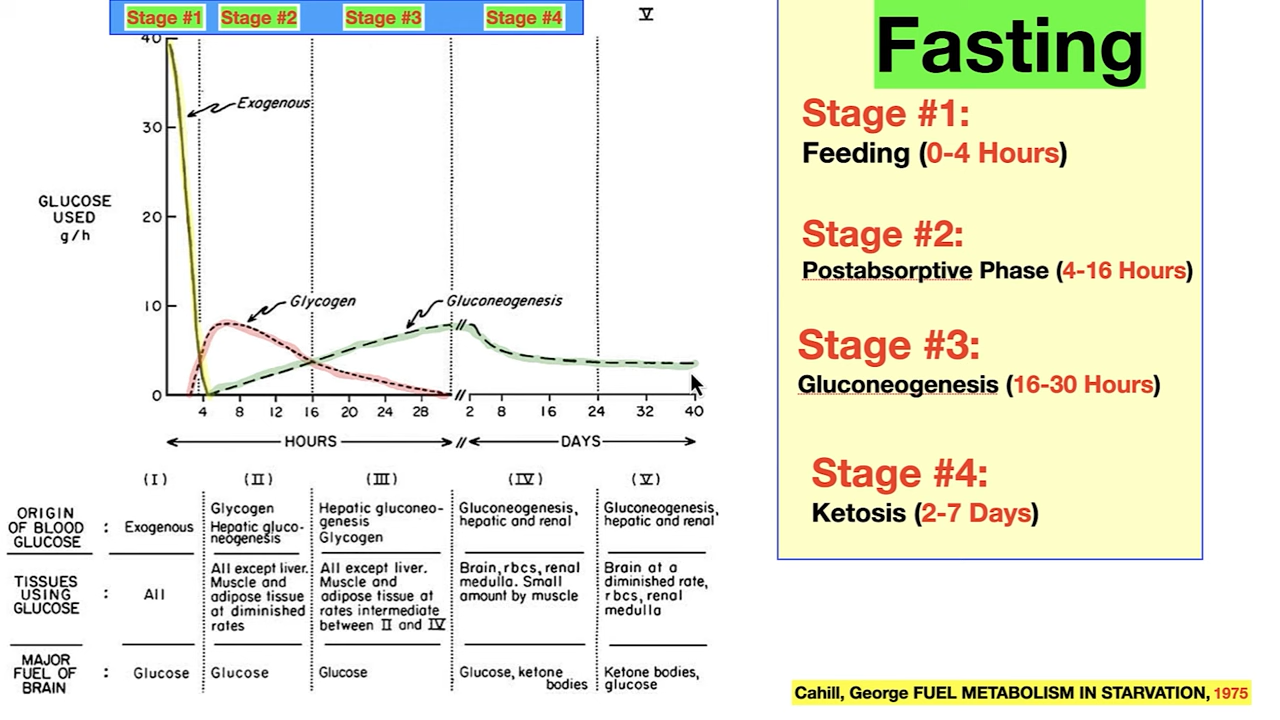 Stage #1 Stage #2 Stage #3 Stage #4 V
40
Exogenous
30
GLUCOSE
USED
g/h
20
10
Glycogen
Gluconeogenesis
0
4 8 12 16 20 24 28 // 2 8 16 24 32 40
HOURS // DAYS
(I) (II) (III) (IV) (V)
ORIGIN
OF BLOOD
GLUCOSE
:
Exogenous
Glycogen
Hepatic gluco-
neogenesis
Hepatic gluconeo-
genesis
Glycogen
Gluconeogenesis,
hepatic and renal
Gluconeogenesis,
hepatic and renal
TISSUES
USING
GLUCOSE
:
All
All except liver.
Muscle and
adipose tissue
at diminished
rates
All except liver.
Muscle and
adipose tissue at
rates intermediate
between II and IV
Brain, rbcs, renal
medulla. Small
amount by muscle
Brain at a
diminished rate,
rbcs, renal
medulla
MAJOR
FUEL OF
BRAIN
:
Glucose
Glucose
Glucose
Glucose, ketone
bodies
Ketone bodies,
glucose
Fasting
Stage #1:
Feeding (0-4 Hours)
Stage #2:
Postabsorptive Phase (4-16 Hours)
Stage #3:
Gluconeogenesis (16-30 Hours)
Stage #4:
Ketosis (2-7 Days)
Cahill, George FUEL METABOLISM IN STARVATION, 1975